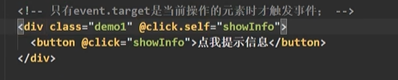 <!-- 只有event.target是当前操作的元素时才触发事件； -->
<div class="demo1" @click.self="showInfo">
<button @click="showInfo">点我提示信息</button>
</div>